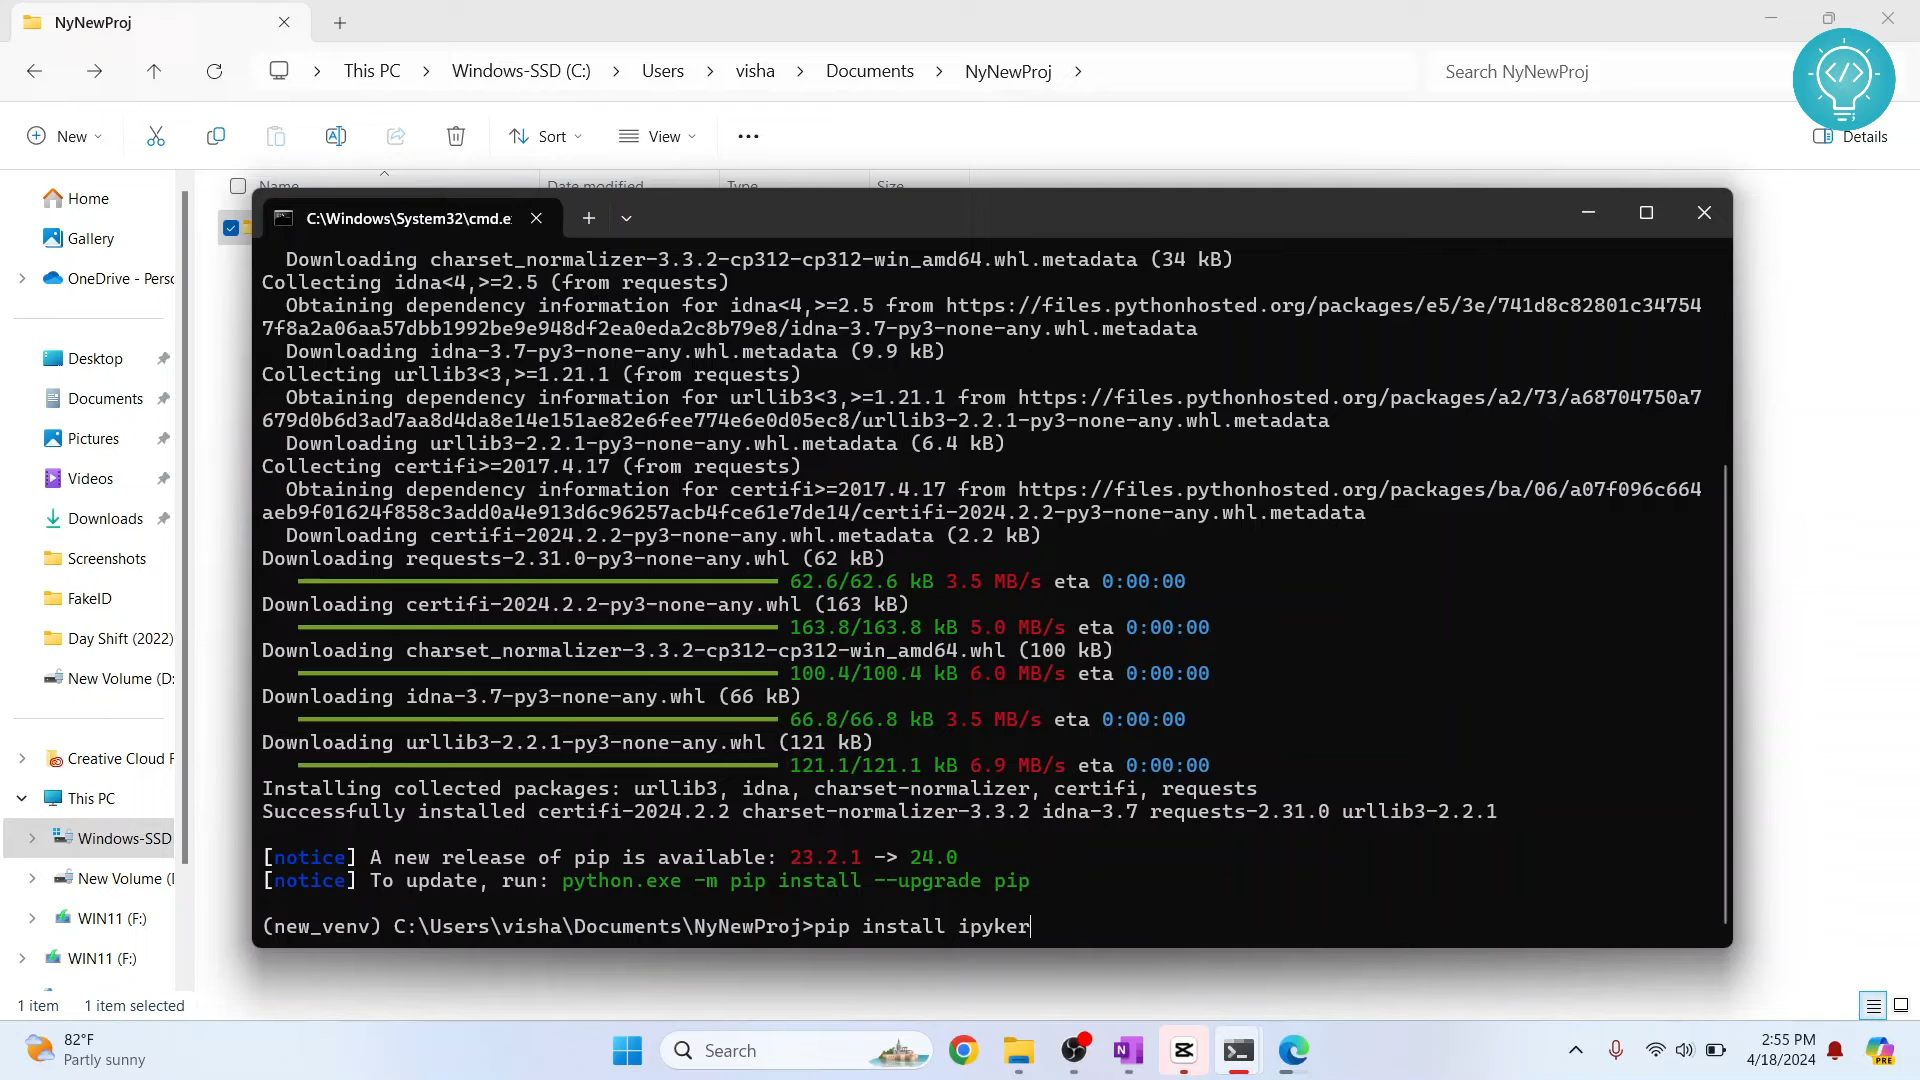 NyNewProj
This PC
Windows-SSD (C:)
Users
visha
Documents
NyNewProj
Search NyNewProj
New
Sort
View
Details
Name
Date modified
Type
Size
Home
Gallery
OneDrive - Perso
Desktop
Documents
Pictures
Videos
Downloads
Screenshots
FakeID
Day Shift (2022)
New Volume (D:
Creative Cloud F
This PC
Windows-SSD
New Volume (
WIN11 (F:)
WIN11 (F:)
C:\Windows\System32\cmd.e
Downloading charset_normalizer-3.3.2-cp312-cp312-win_amd64.whl.metadata (34 kB)
Collecting idna<4,>=2.5 (from requests)
Obtaining dependency information for idna<4,>=2.5 from https://files.pythonhosted.org/packages/e5/3e/741d8c82801c34754
7f8a2a06aa57dbb1992be9e948df2ea0eda2c8b79e8/idna-3.7-py3-none-any.whl.metadata
Downloading idna-3.7-py3-none-any.whl.metadata (9.9 kB)
Collecting urllib3<3,>=1.21.1 (from requests)
Obtaining dependency information for urllib3<3,>=1.21.1 from https://files.pythonhosted.org/packages/a2/73/a68704750a7
679d0b6d3ad7aa8d4da8e14e151ae82e6fee774e6e0d05ec8/urllib3-2.2.1-py3-none-any.whl.metadata
Downloading urllib3-2.2.1-py3-none-any.whl.metadata (6.4 kB)
Collecting certifi>=2017.4.17 (from requests)
Obtaining dependency information for certifi>=2017.4.17 from https://files.pythonhosted.org/packages/ba/06/a07f096c664
aeb9f01624f858c3add0a4e913d6c96257acb4fce61e7de14/certifi-2024.2.2-py3-none-any.whl.metadata
Downloading certifi-2024.2.2-py3-none-any.whl.metadata (2.2 kB)
Downloading requests-2.31.0-py3-none-any.whl (62 kB)
62.6/62.6 kB 3.5 MB/s eta 0:00:00
Downloading certifi-2024.2.2-py3-none-any.whl (163 kB)
163.8/163.8 kB 5.0 MB/s eta 0:00:00
Downloading charset_normalizer-3.3.2-cp312-cp312-win_amd64.whl (100 kB)
100.4/100.4 kB 6.0 MB/s eta 0:00:00
Downloading idna-3.7-py3-none-any.whl (66 kB)
66.8/66.8 kB 3.5 MB/s eta 0:00:00
Downloading urllib3-2.2.1-py3-none-any.whl (121 kB)
121.1/121.1 kB 6.9 MB/s eta 0:00:00
Installing collected packages: urllib3, idna, charset-normalizer, certifi, requests
Successfully installed certifi-2024.2.2 charset-normalizer-3.3.2 idna-3.7 requests-2.31.0 urllib3-2.2.1
[notice] A new release of pip is available: 23.2.1 -> 24.0
[notice] To update, run: python.exe -m pip install --upgrade pip
(new_venv) C:\Users\visha\Documents\NyNewProj>pip install ipyker
1 item
1 item selected
82°F
Partly sunny
Search
2:55 PM
4/18/2024